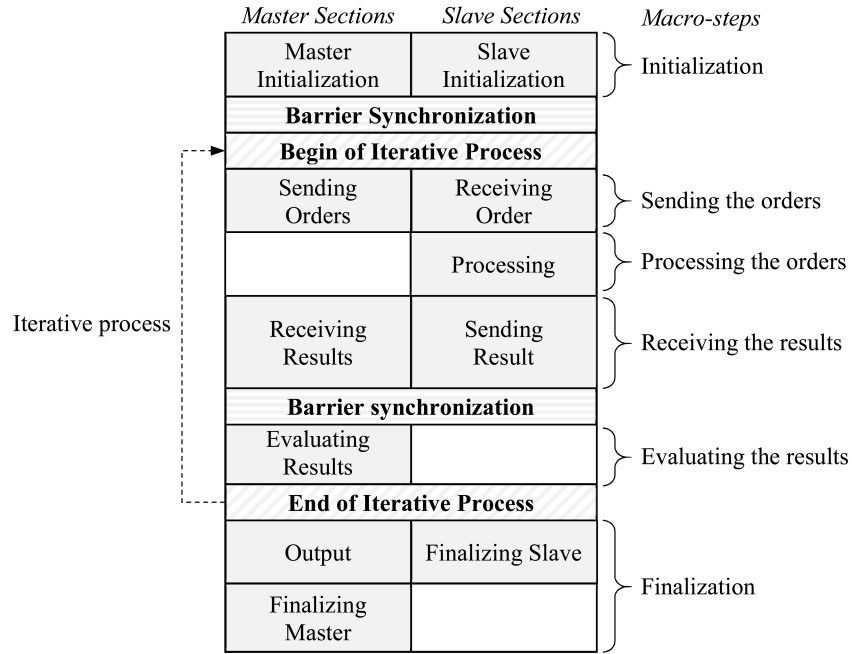 Master Sections Slave Sections Macro-steps
Master
Initialization
Slave
Initialization
Initialization
Barrier Synchronization
Begin of Iterative Process
Sending
Orders
Receiving
Order
Sending the orders
Processing
Processing the orders
Iterative process
Receiving
Results
Sending
Result
Receiving the results
Barrier synchronization
Evaluating
Results
Evaluating the results
End of Iterative Process
Output
Finalizing Slave
Finalizing
Master
Finalization